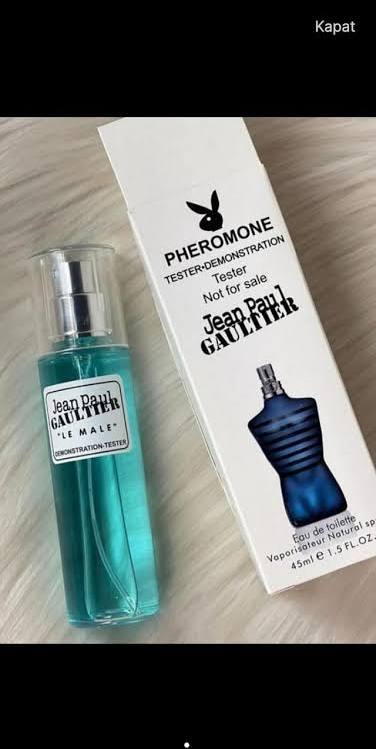 Kapat
PHEROMONE
TESTER•DEMONSTRATION
Tester
Not for sale
Jean Paul
GAULTIER
Eau de toilette
Vaporisateur Natural sp
45ml e 1.5 FL.OZ.
Jean Paul
GAULTIER
"LE MALE"
DEMONSTRATION-TESTER